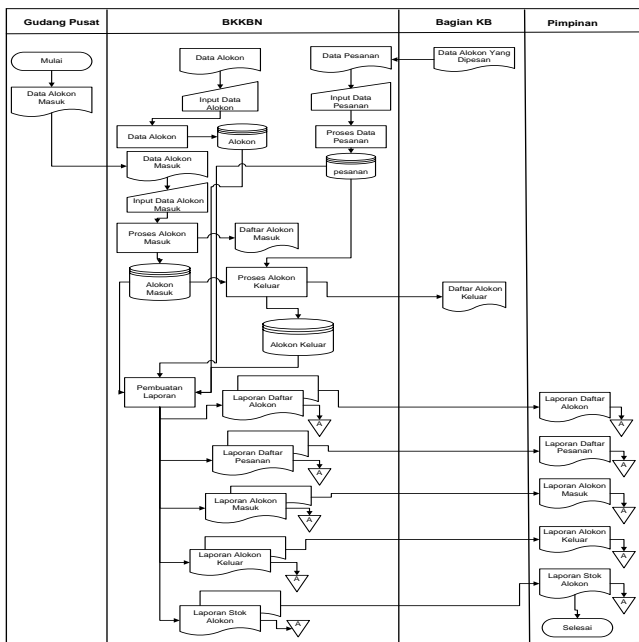 Gudang Pusat
BKKBN
Bagian KB
Pimpinan
Mulai
Data Alokon
Masuk
Data Alokon
Input Data
Alokon
Data Alokon
Alokon
Data Pesanan
Input Data
Pesanan
Proses Data
Pesanan
pesanan
Data Alokon Yang
Dipesan
Data Alokon
Masuk
Input Data Alokon
Masuk
Proses Alokon
Masuk
Daftar Alokon
Masuk
Alokon
Masuk
Proses Alokon
Keluar
Daftar Alokon
Keluar
Alokon Keluar
Pembuatan
Laporan
Laporan Daftar
Alokon
A
Laporan Daftar
Alokon
A
Laporan Daftar
Pesanan
A
Laporan Daftar
Pesanan
A
Laporan Alokon
Masuk
A
Laporan Alokon
Masuk
A
Laporan Alokon
Keluar
A
Laporan Alokon
Keluar
A
Laporan Stok
Alokon
A
Laporan Stok
Alokon
A
Selesai